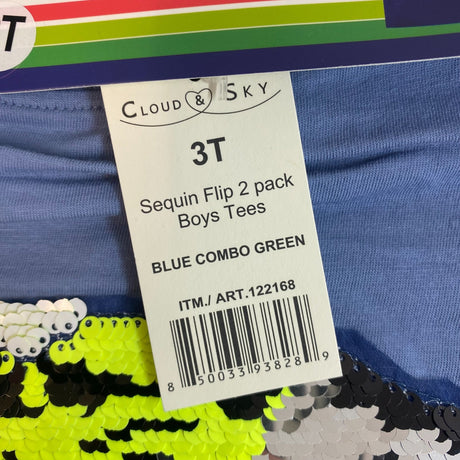 T
CLOUD & SKY
3T
Sequin Flip 2 pack
Boys Tees
BLUE COMBO GREEN
ITM./ ART.122168
8 50033 93828 9